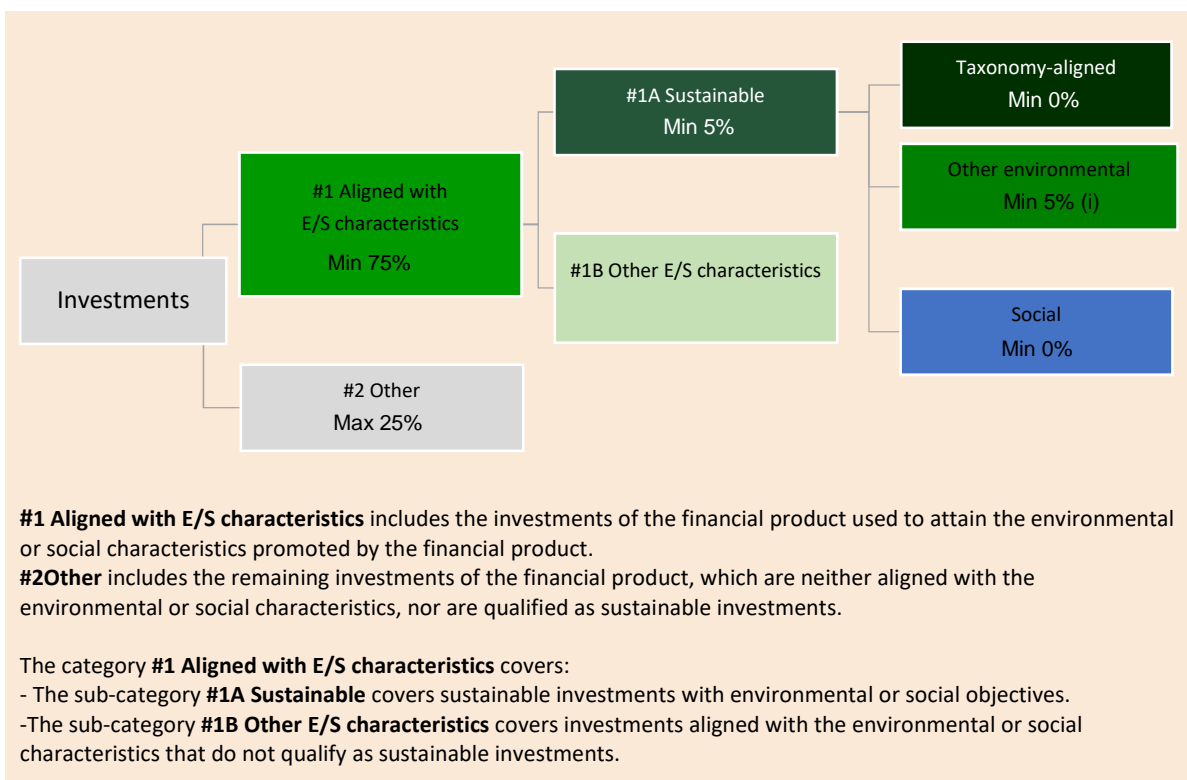 Investments
#1 Aligned with
E/S characteristics
Min 75%
#2 Other
Max 25%
#1A Sustainable
Min 5%
#1B Other E/S characteristics
Taxonomy-aligned
Min 0%
Other environmental
Min 5% (i)
Social
Min 0%
#1 Aligned with E/S characteristics includes the investments of the financial product used to attain the environmental
or social characteristics promoted by the financial product.
#2Other includes the remaining investments of the financial product, which are neither aligned with the
environmental or social characteristics, nor are qualified as sustainable investments.
The category #1 Aligned with E/S characteristics covers:
- The sub-category #1A Sustainable covers sustainable investments with environmental or social objectives.
-The sub-category #1B Other E/S characteristics covers investments aligned with the environmental or social
characteristics that do not qualify as sustainable investments.